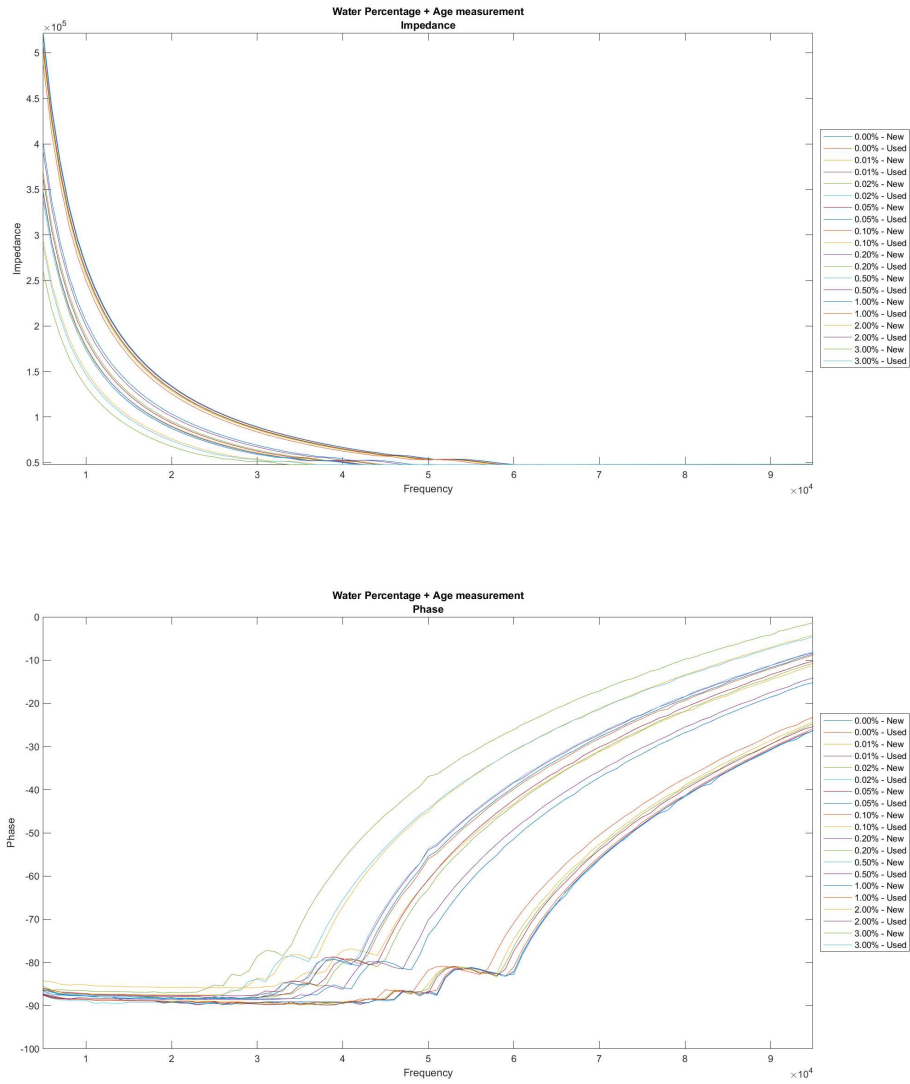 Water Percentage + Age measurement
Impedance
×10⁵
5
4.5
4
3.5
3
2.5
2
1.5
1
0.5
Impedance
1 2 3 4 5 6 7 8 9
Frequency
×10⁴
0.00% - New
0.00% - Used
0.01% - New
0.01% - Used
0.02% - New
0.02% - Used
0.05% - New
0.05% - Used
0.10% - New
0.10% - Used
0.20% - New
0.20% - Used
0.50% - New
0.50% - Used
1.00% - New
1.00% - Used
2.00% - New
2.00% - Used
3.00% - New
3.00% - Used
Water Percentage + Age measurement
Phase
0
-10
-20
-30
-40
-50
-60
-70
-80
-90
-100
Phase
1 2 3 4 5 6 7 8 9
Frequency
×10⁴
0.00% - New
0.00% - Used
0.01% - New
0.01% - Used
0.02% - New
0.02% - Used
0.05% - New
0.05% - Used
0.10% - New
0.10% - Used
0.20% - New
0.20% - Used
0.50% - New
0.50% - Used
1.00% - New
1.00% - Used
2.00% - New
2.00% - Used
3.00% - New
3.00% - Used